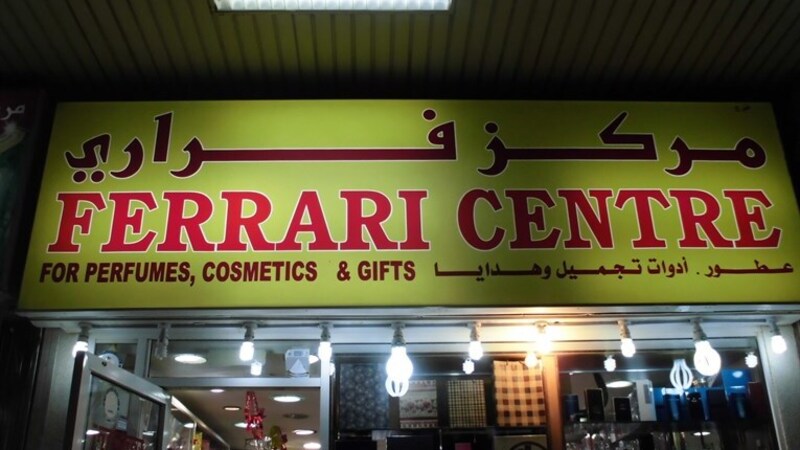 مركز فراري
FERRARI CENTRE
FOR PERFUMES, COSMETICS & GIFTS عطور . أدوات تجميل وهدايا